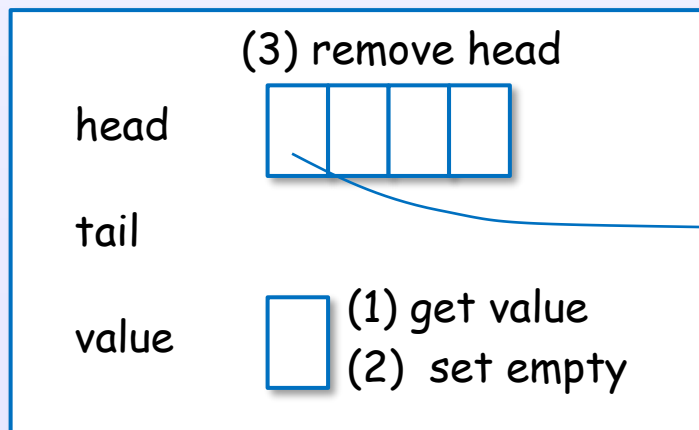 (3) remove head
head
tail
value
(1) get value
(2) set empty